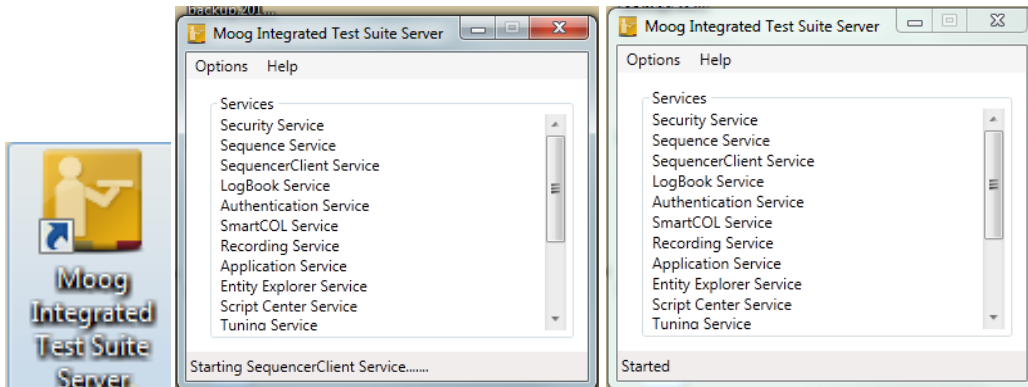 backup.201...
Moog
Integrated
Test Suite
Server
Moog Integrated Test Suite Server
Options Help
Services
Security Service
Sequence Service
SequencerClient Service
LogBook Service
Authentication Service
SmartCOL Service
Recording Service
Application Service
Entity Explorer Service
Script Center Service
Tuning Service
Starting SequencerClient Service.......
Moog Integrated Test Suite Server
Options Help
Services
Security Service
Sequence Service
SequencerClient Service
LogBook Service
Authentication Service
SmartCOL Service
Recording Service
Application Service
Entity Explorer Service
Script Center Service
Tuning Service
Started